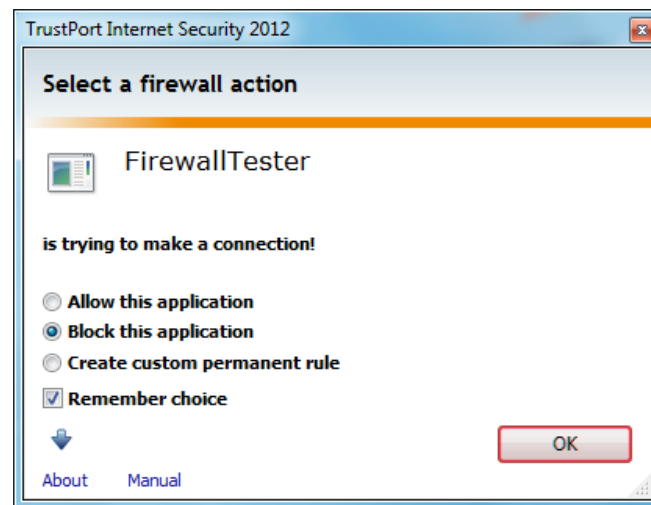 TrustPort Internet Security 2012
Select a firewall action
FirewallTester
is trying to make a connection!
Allow this application
Block this application
Create custom permanent rule
Remember choice
OK
About Manual